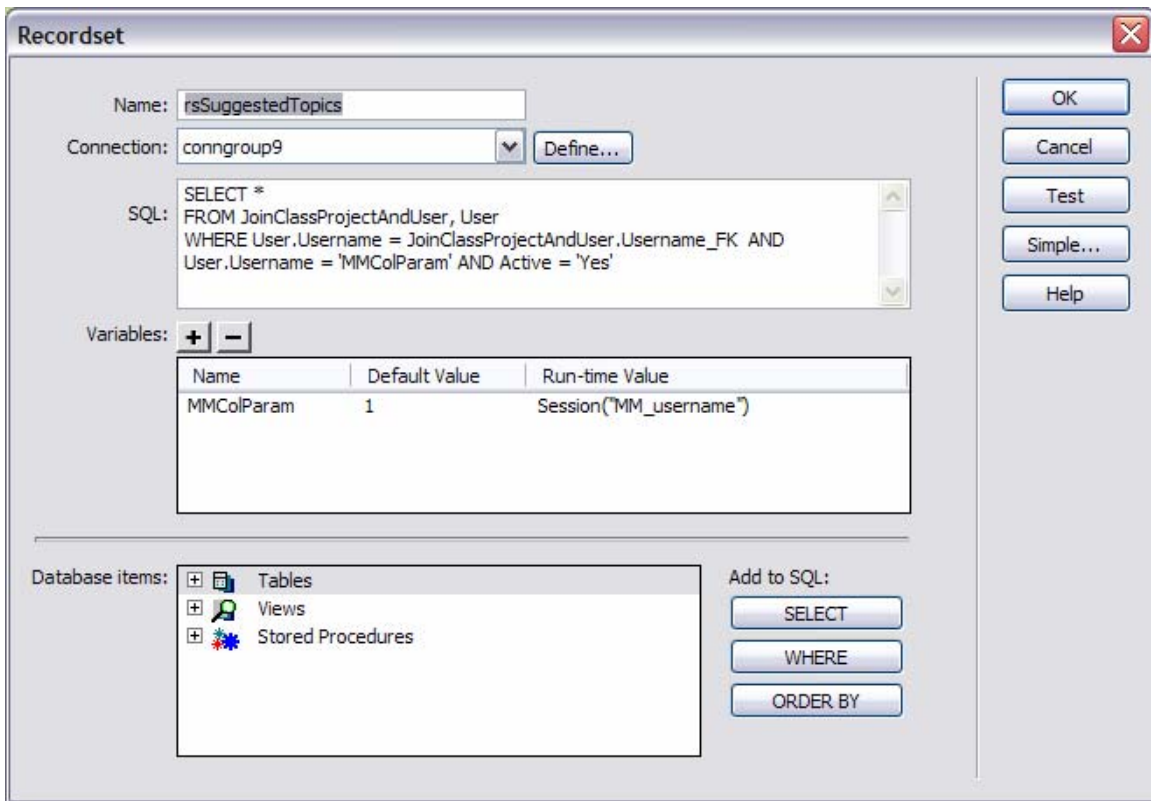 Recordset
Name: rsSuggestedTopics
Connection: conngroup9 Define...
SQL: SELECT *
FROM JoinClassProjectAndUser, User
WHERE User.Username = JoinClassProjectAndUser.Username_FK AND
User.Username = 'MMColParam' AND Active = 'Yes'
Variables: + −
Name Default Value Run-time Value
MMColParam 1 Session("MM_username")
Database items: Tables
Views
Stored Procedures
Add to SQL:
SELECT
WHERE
ORDER BY
OK
Cancel
Test
Simple...
Help